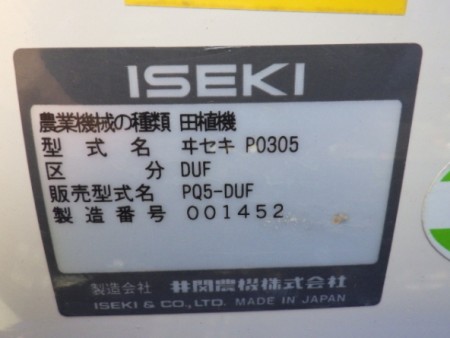 ISEKI
農業機械の種類 田植機
型式名 ヰセキ P0305
区分 DUF
販売型式名 PQ5-DUF
製造番号 001452
製造会社 井関農機株式会社
ISEKI & CO., LTD. MADE IN JAPAN